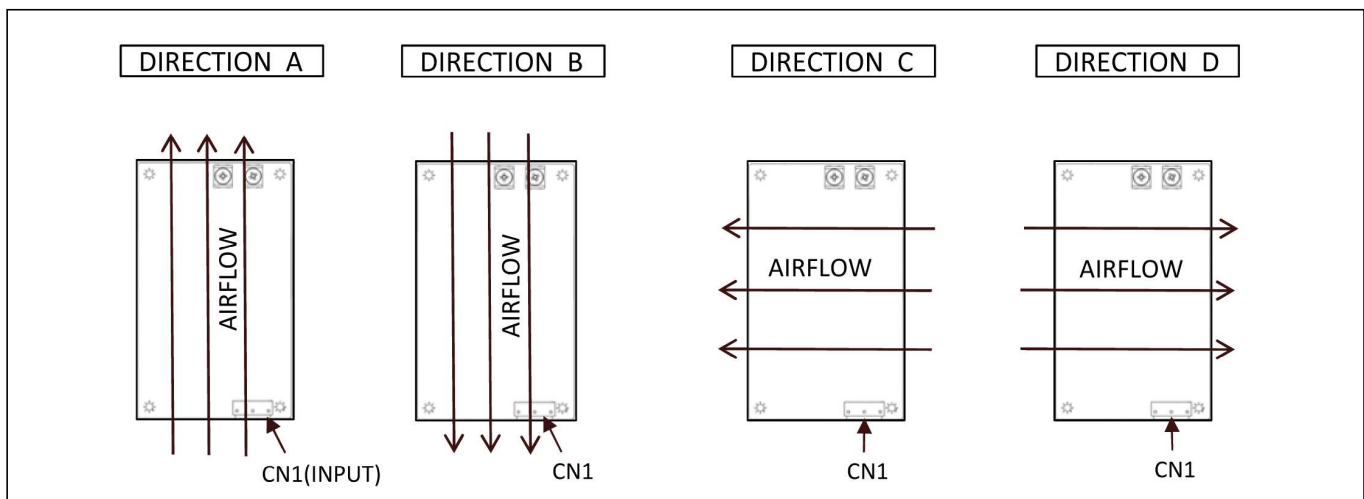 DIRECTION A
DIRECTION B
DIRECTION C
DIRECTION D
AIRFLOW
AIRFLOW
AIRFLOW
AIRFLOW
CN1(INPUT)
CN1
CN1
CN1